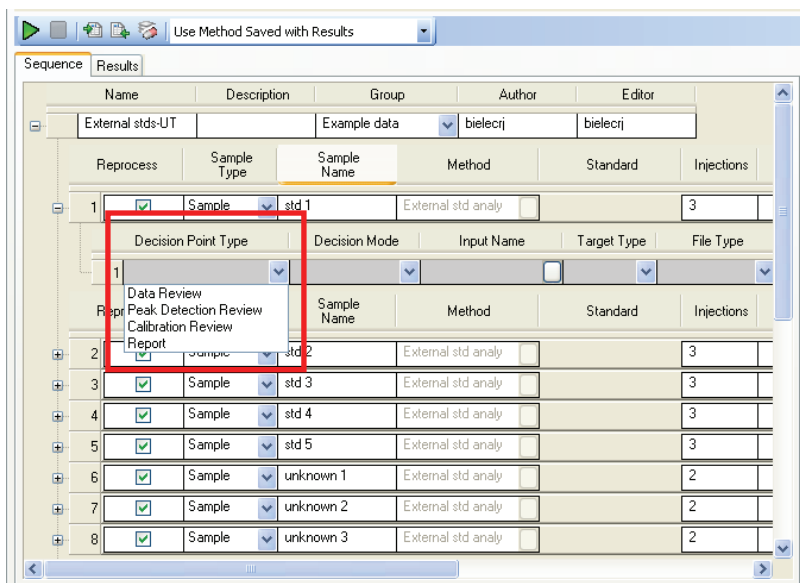 Use Method Saved with Results
Sequence Results
Name Description Group Author Editor
External stds-UT Example data bielecrj bielecrj
Reprocess Sample Type Sample Name Method Standard Injections
1 Sample std 1 External std analy 3
Decision Point Type Decision Mode Input Name Target Type File Type
1
Data Review
Peak Detection Review
Calibration Review
Report
Sample Name Method Standard Injections
2 Sample std 2 External std analy 3
3 Sample std 3 External std analy 3
4 Sample std 4 External std analy 3
5 Sample std 5 External std analy 3
6 Sample unknown 1 External std analy 2
7 Sample unknown 2 External std analy 2
8 Sample unknown 3 External std analy 2